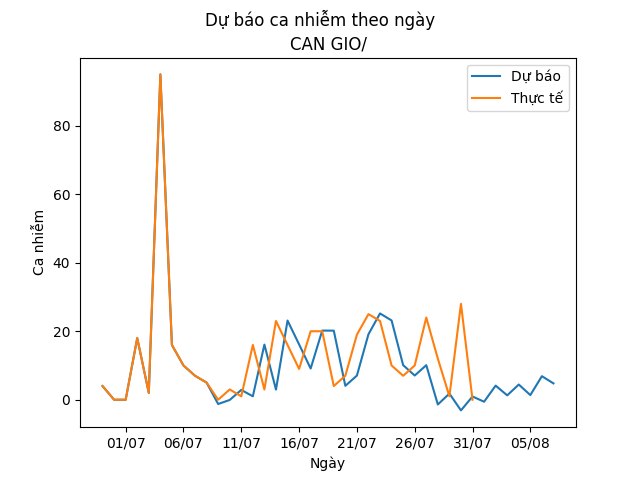 Dự báo ca nhiễm theo ngày
CAN GIO/
Dự báo
Thực tế
Ca nhiễm
80
60
40
20
0
01/07 06/07 11/07 16/07 21/07 26/07 31/07 05/08
Ngày